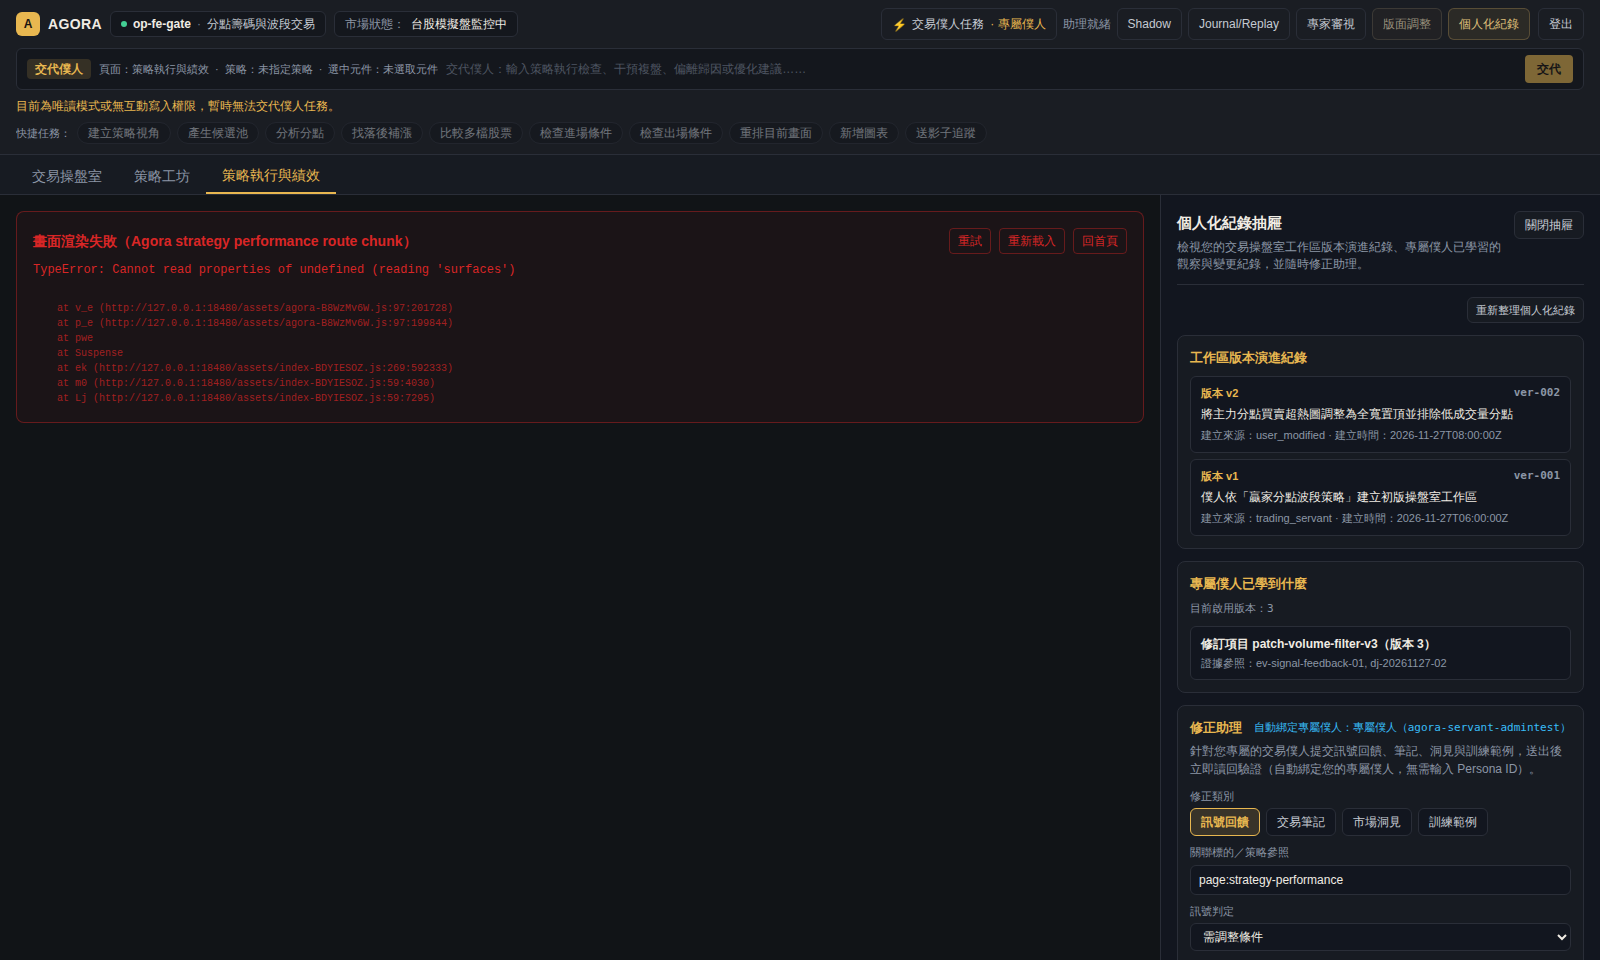 A AGORA op-fe-gate · 分點籌碼與波段交易 市場狀態： 台股模擬盤監控中 ⚡ 交易僕人任務 · 專屬僕人 助理就緒 Shadow Journal/Replay 專家審視 版面調整 個人化紀錄 登出
交代僕人 頁面：策略執行與績效 · 策略：未指定策略 · 選中元件：未選取元件 交代僕人：輸入策略執行檢查、干預複盤、偏離歸因或優化建議…… 交代
目前為唯讀模式或無互動寫入權限，暫時無法交代僕人任務。
快捷任務： 建立策略視角 產生候選池 分析分點 找落後補漲 比較多檔股票 檢查進場條件 檢查出場條件 重排目前畫面 新增圖表 送影子追蹤
交易操盤室 策略工坊 策略執行與績效
畫面渲染失敗（Agora strategy performance route chunk） 重試 重新載入 回首頁
TypeError: Cannot read properties of undefined (reading 'surfaces')
at v_e (http://127.0.0.1:18480/assets/agora-B8WzMv6W.js:97:201728)
at p_e (http://127.0.0.1:18480/assets/agora-B8WzMv6W.js:97:199844)
at pwe
at Suspense
at ek (http://127.0.0.1:18480/assets/index-BDYIESOZ.js:269:592333)
at m0 (http://127.0.0.1:18480/assets/index-BDYIESOZ.js:59:4030)
at Lj (http://127.0.0.1:18480/assets/index-BDYIESOZ.js:59:7295)
個人化紀錄抽屜 關閉抽屜
檢視您的交易操盤室工作區版本演進紀錄、專屬僕人已學習的
觀察與變更紀錄，並隨時修正助理。
重新整理個人化紀錄
工作區版本演進紀錄
版本 v2 ver-002
將主力分點買賣超熱圖調整為全寬置頂並排除低成交量分點
建立來源：user_modified · 建立時間：2026-11-27T08:00:00Z
版本 v1 ver-001
僕人依「贏家分點波段策略」建立初版操盤室工作區
建立來源：trading_servant · 建立時間：2026-11-27T06:00:00Z
專屬僕人已學到什麼
目前啟用版本：3
修訂項目 patch-volume-filter-v3（版本 3）
證據參照：ev-signal-feedback-01, dj-20261127-02
修正助理 自動綁定專屬僕人：專屬僕人（agora-servant-admintest）
針對您專屬的交易僕人提交訊號回饋、筆記、洞見與訓練範例，送出後
立即讀回驗證（自動綁定您的專屬僕人，無需輸入 Persona ID）。
修正類別
訊號回饋 交易筆記 市場洞見 訓練範例
關聯標的／策略參照
page:strategy-performance
訊號判定
需調整條件